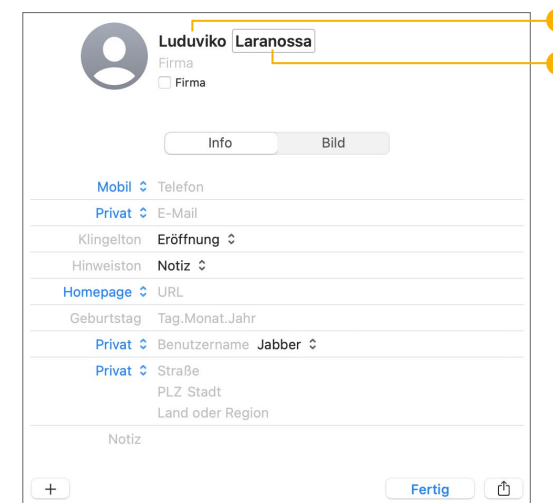 Luduviko Laranossa
Firma
Firma
Info Bild
Mobil Telefon
Privat E-Mail
Klingelton Eröffnung
Hinweiston Notiz
Homepage URL
Geburtstag Tag.Monat.Jahr
Privat Benutzername Jabber
Privat Straße
PLZ Stadt
Land oder Region
Notiz
+ Fertig